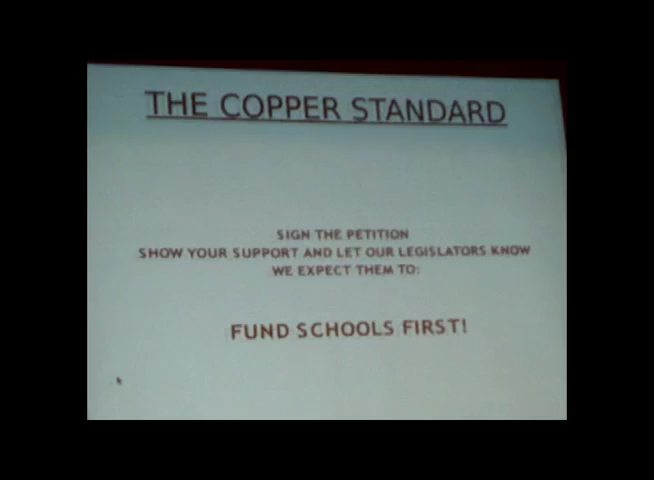 THE COPPER STANDARD
SIGN THE PETITION
SHOW YOUR SUPPORT AND LET OUR LEGISLATORS KNOW
WE EXPECT THEM TO:
FUND SCHOOLS FIRST!